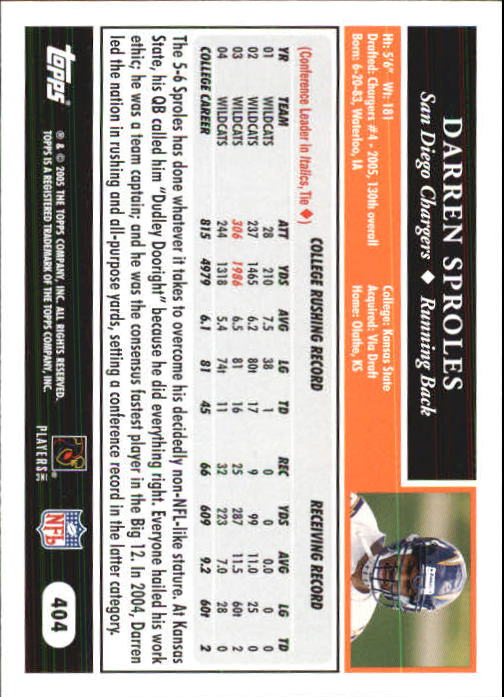 DARREN SPROLES
San Diego Chargers ♦ Running Back
Ht: 5'6" Wt: 181 College: Kansas State
Drafted: Chargers #4 • 2005, 130th overall Acquired: Via Draft
Born: 6-20-83, Waterloo, IA Home: Olathe, KS
(Conference Leader in Italics, Tie ♦) COLLEGE RUSHING RECORD RECEIVING RECORD
YR TEAM ATT YDS AVG LG TD REC YDS AVG LG TD
01 WILDCATS 28 210 7.5 38 1 0 0 0.0 0 0
02 WILDCATS 237 1465 6.2 80t 17 9 99 11.0 25 0
03 WILDCATS 306 1986 6.5 81 16 25 287 11.5 60t 2
04 WILDCATS 244 1318 5.4 74t 11 32 223 7.0 28 0
COLLEGE CAREER 815 4979 6.1 81 45 66 609 9.2 60t 2
The 5-6 Sproles has done whatever it takes to overcome his decidedly non-NFL-like stature. At Kansas
State, his QB called him "Dudley Dooright" because he did everything right. Everyone hailed his work
ethic; he was a team captain; and he was the consensus fastest player in the Big 12. In 2004, Darren
led the nation in rushing and all-purpose yards, setting a conference record in the latter category.
topps
® & © 2005 THE TOPPS COMPANY, INC. ALL RIGHTS RESERVED.
TOPPS IS A REGISTERED TRADEMARK OF THE TOPPS COMPANY, INC.
PLAYERS INC
NFL
404